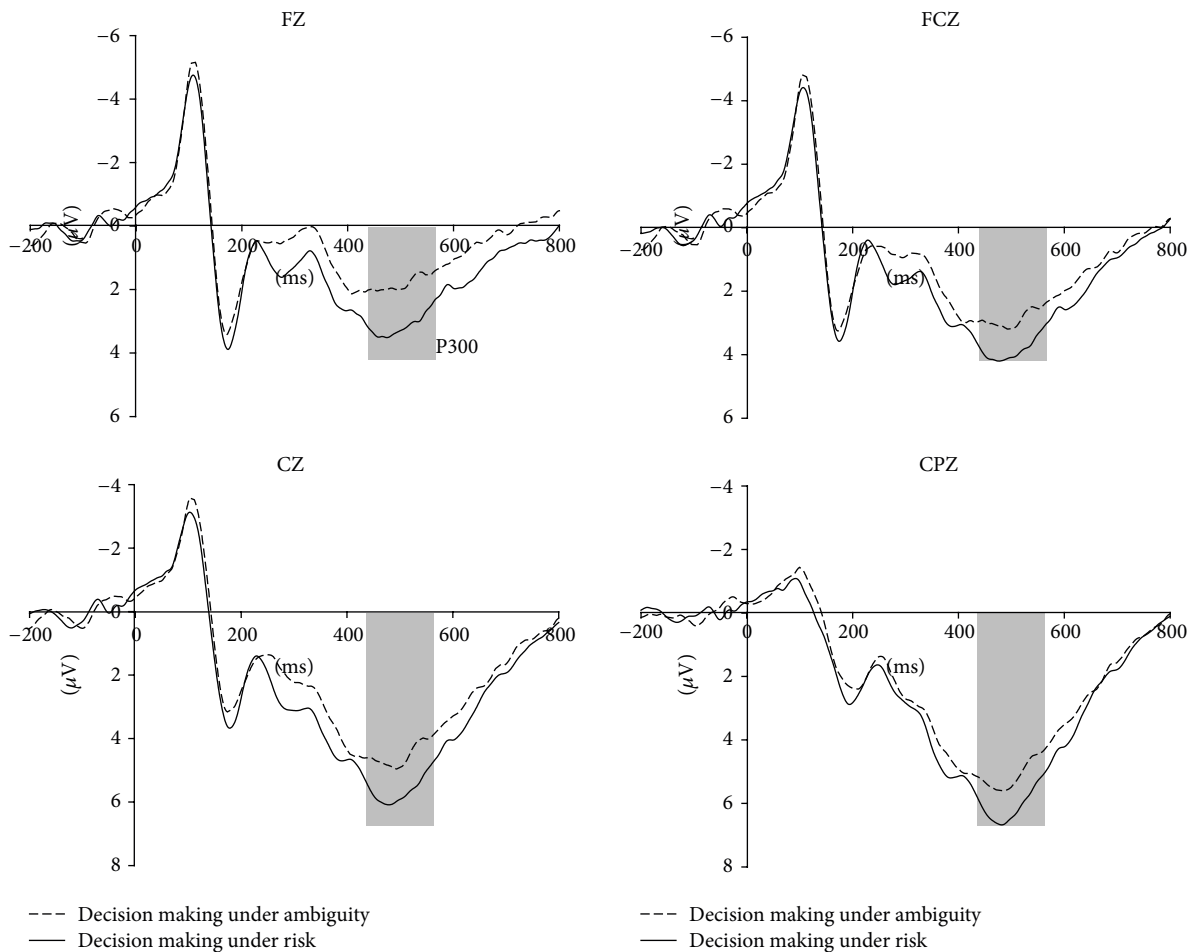 FZ
−6
−4
−2
0
2
4
6
(μV)
−200 0 200 400 600 800
(ms)
P300
FCZ
−6
−4
−2
0
2
4
6
(μV)
−200 0 200 400 600 800
(ms)
CZ
−4
−2
0
2
4
6
8
(μV)
−200 0 200 400 600 800
(ms)
CPZ
−4
−2
0
2
4
6
8
(μV)
−200 0 200 400 600 800
(ms)
Decision making under ambiguity
Decision making under risk
Decision making under ambiguity
Decision making under risk